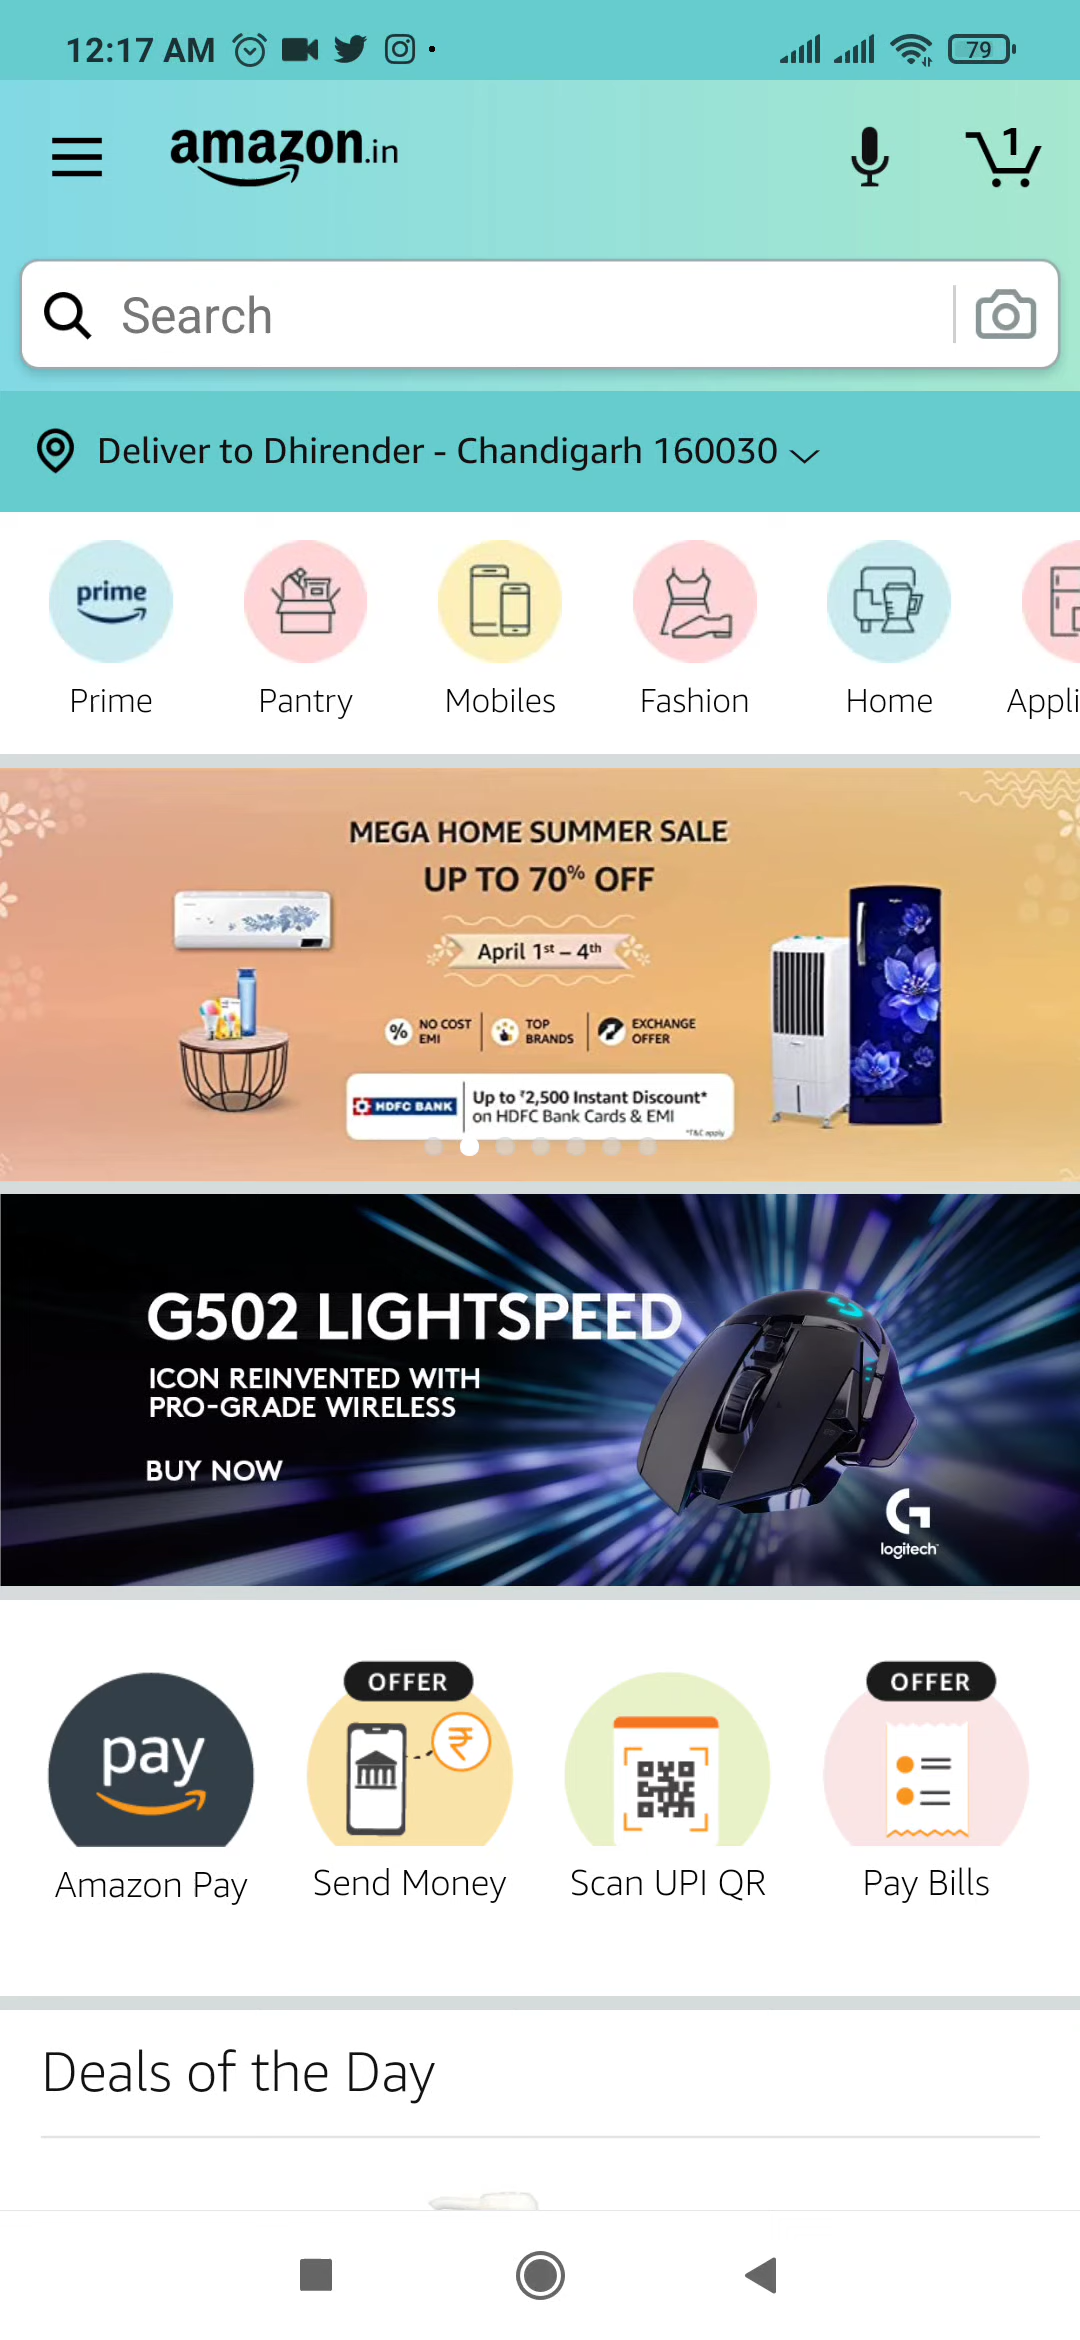 12:17 AM
79
amazon.in
1
Search
Deliver to Dhirender - Chandigarh 160030
prime
Prime
Pantry
Mobiles
Fashion
Home
Appli
MEGA HOME SUMMER SALE
UP TO 70% OFF
April 1st – 4th
% NO COST EMI
TOP BRANDS
EXCHANGE OFFER
HDFC BANK
Up to ₹2,500 Instant Discount*
on HDFC Bank Cards & EMI
*T&C apply
G502 LIGHTSPEED
ICON REINVENTED WITH
PRO-GRADE WIRELESS
BUY NOW
logitech
OFFER
OFFER
pay
₹
Amazon Pay
Send Money
Scan UPI QR
Pay Bills
Deals of the Day